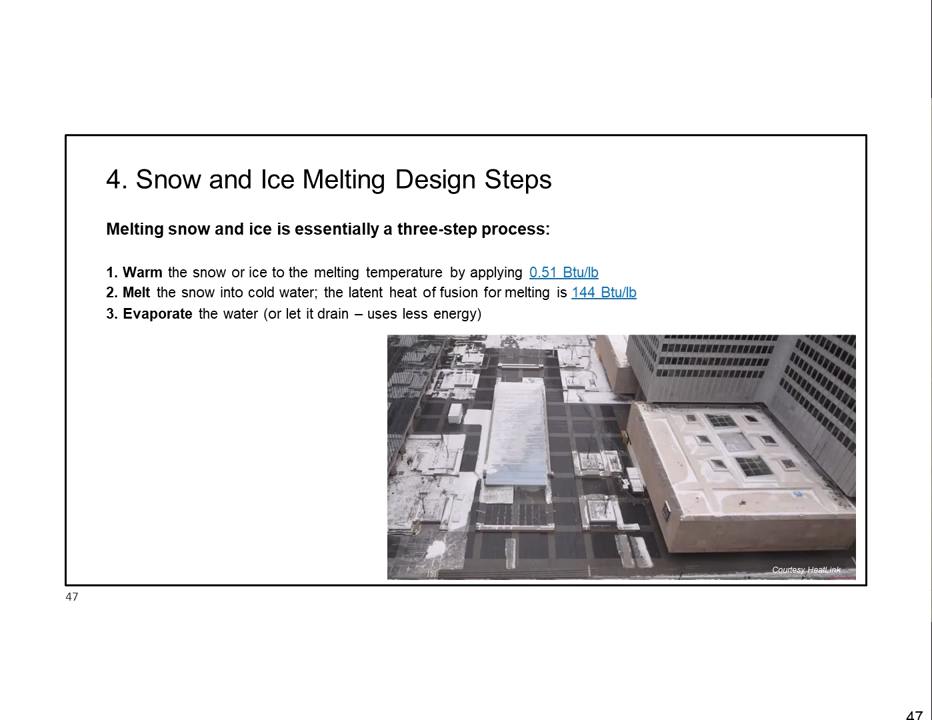 4. Snow and Ice Melting Design Steps
Melting snow and ice is essentially a three-step process:
1. Warm the snow or ice to the melting temperature by applying 0.51 Btu/lb
2. Melt the snow into cold water; the latent heat of fusion for melting is 144 Btu/lb
3. Evaporate the water (or let it drain – uses less energy)
Courtesy HeatLink
47
47